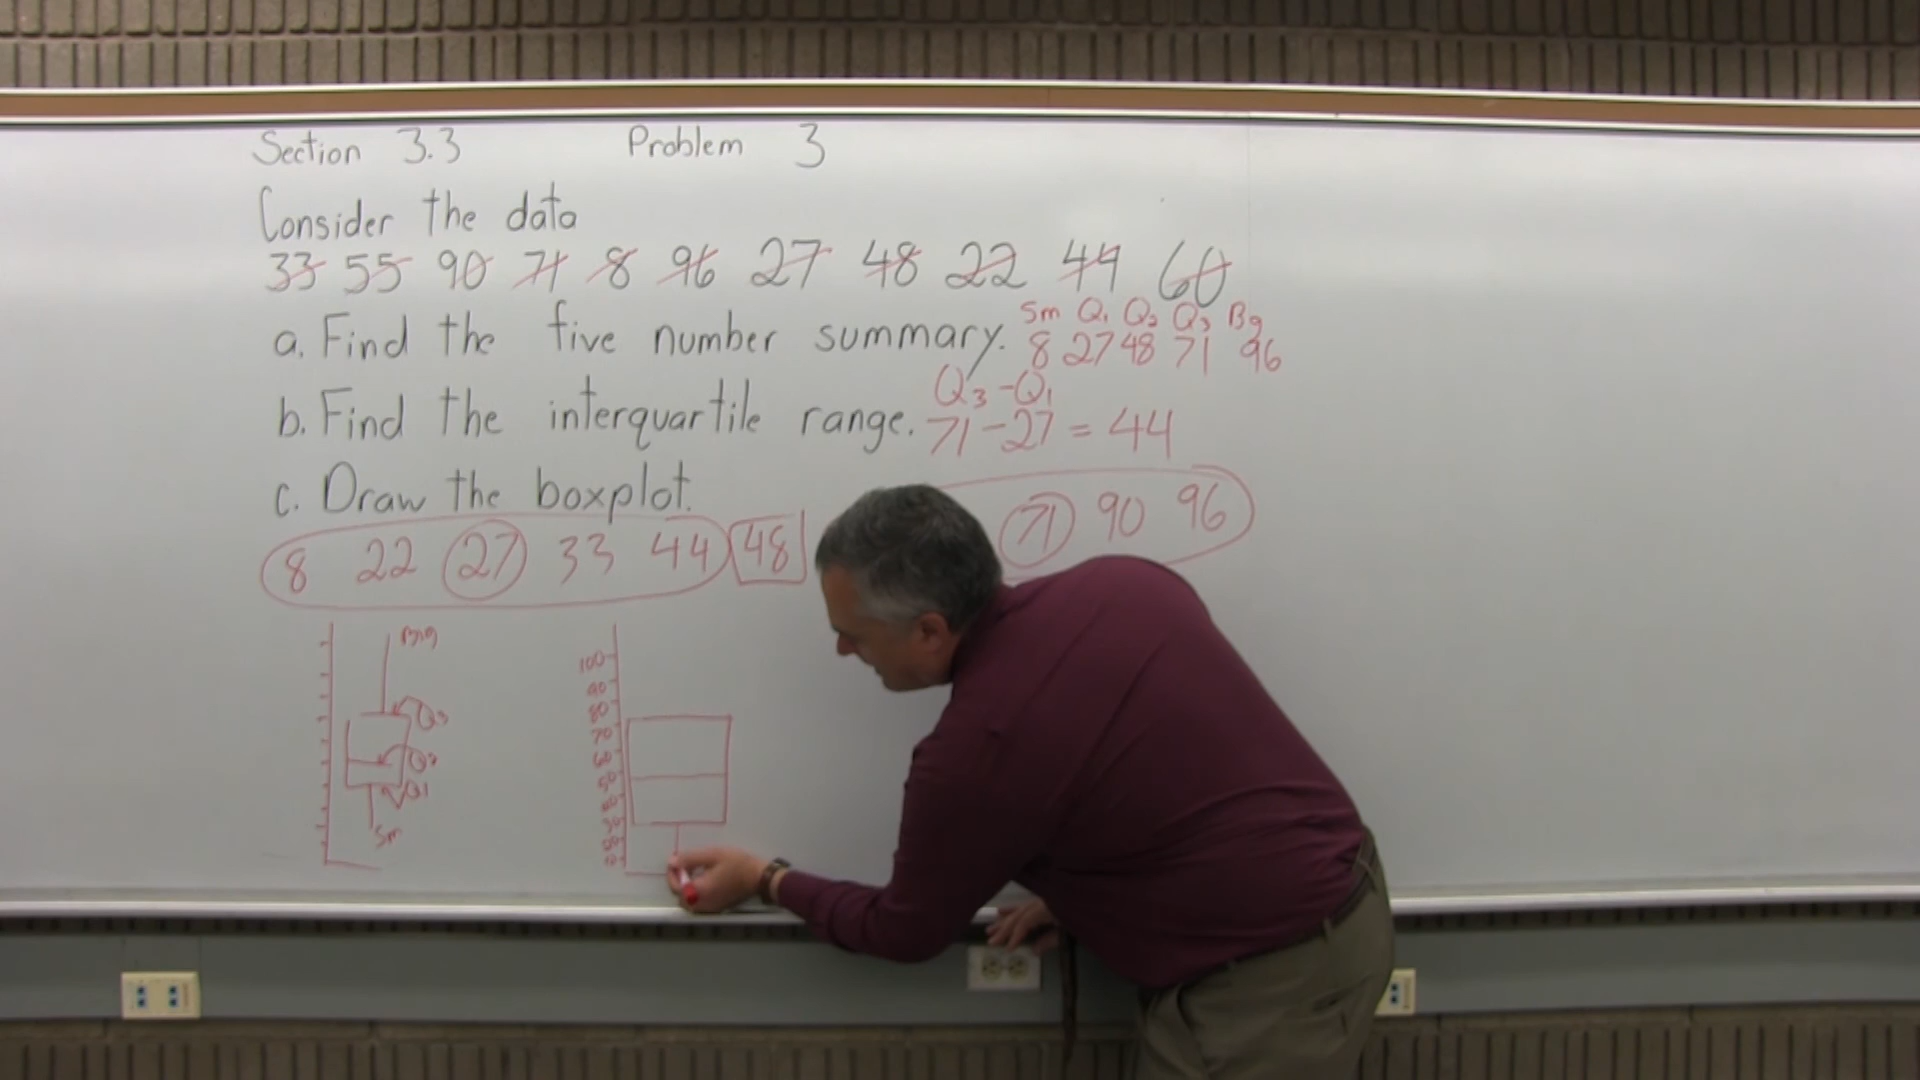 Section 3.3 Problem 3
Consider the data
33 55 90 71 8 96 27 48 22 44 60
Sm Q1 Q2 Q3 Bg
a. Find the five number summary. 8 27 48 71 96
Q3 - Q1
b. Find the interquartile range. 71 - 27 = 44
c. Draw the boxplot.
8 22 27 33 44 48 71 90 96
Big
Q3
Q2
Q1
Sm
100
90
80
70
60
50
40
30
20
10